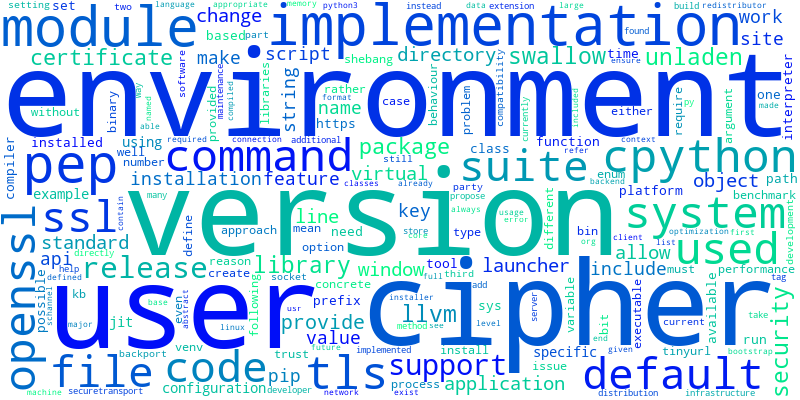 setting
set
two
language
appropriate
memory
python3
instead
data
extension
large
build
redistributor
module
implementation
change
based
part
shebang
found
work
site
certificate
make
script
directory
swallow
time
unladen
ensure
environment
without
binary
provided
maintenance
software
compiled
libraries
string
rather
name
https
case
behaviour
problem
compatibility
either
one
require
py
argument
made
interpreter
compiler
installed
using
format
able
way
named
currently
included
pep
well
number
required
connection
additional
command
still
class
function
context
refer
package
suite
cpython
example
installation
feature
many
classes
already
virtual
party
enum
backend
platform
object
path
benchmark
ssl
version
contain
key
propose
different
system
openssl
standard
define
approach
mean
need
line
always
type
usage
error
core
store
option
bin
org
client
list
optimization
first
development
api
directly
release
reason
library
window
tool
launcher
include
allow
used
must
performance
possible
help
defined
kb
create
socket
following
concrete
third
user
cipher
executable
available
security
jit
even
base
abstract
prefix
usr
installer
full
add
sys
variable
bit
end
server
current
tag
take
file
major
venv
linux
provide
llvm
method
see
level
specific
tinyurl
run
code
backport
trust
value
future
implemented
install
issue
given
bootstrap
schannel
securetransport
pip
tls
support
default
configuration
developer
process
application
machine
network
exist
distribution
infrastructure